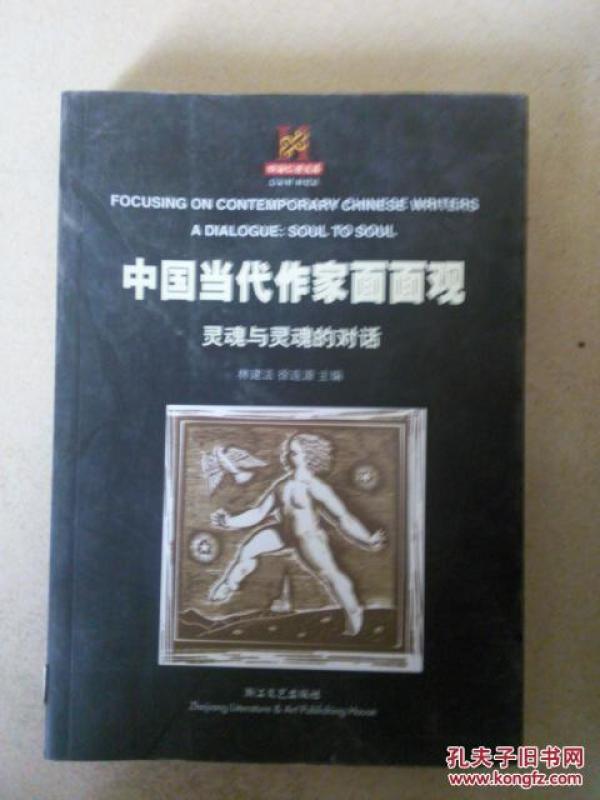 FOCUSING ON CONTEMPORARY CHINESE WRITERS
A DIALOGUE: SOUL TO SOUL
中国当代作家面面观
灵魂与灵魂的对话
林建法 徐连源 主编
浙江文艺出版社
Zhejiang Literature & Art Publishing House
孔夫子旧书网
www.kongfz.com